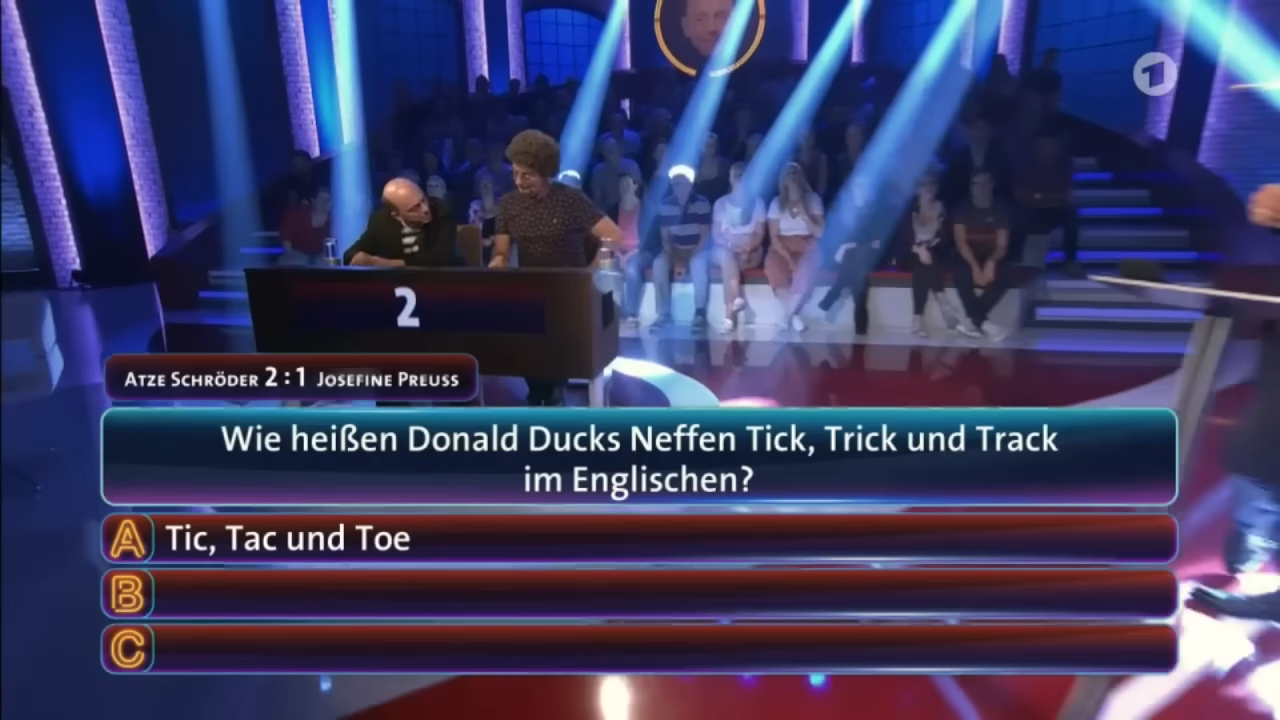 1
2
Atze Schröder 2:1 Josefine Preuss
Wie heißen Donald Ducks Neffen Tick, Trick und Track
im Englischen?
A Tic, Tac und Toe
B
C